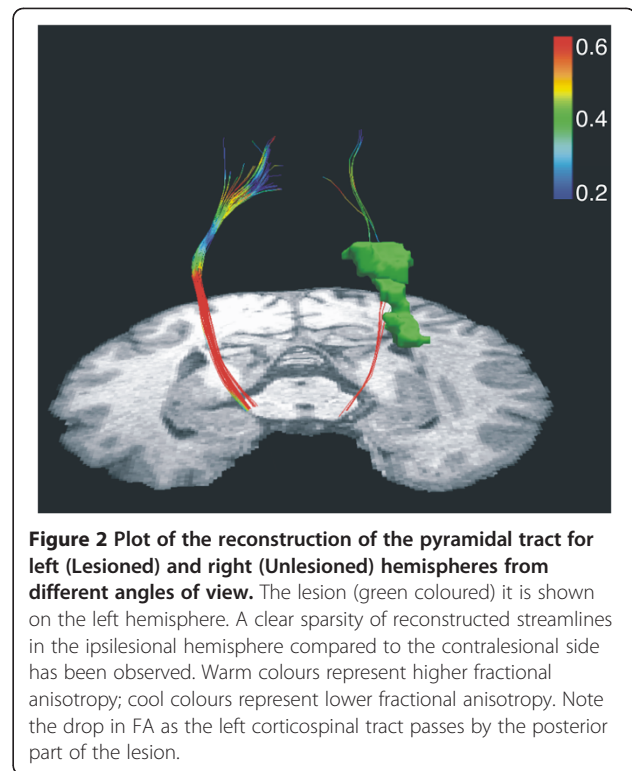 0.6
0.4
0.2
Figure 2 Plot of the reconstruction of the pyramidal tract for
left (Lesioned) and right (Unlesioned) hemispheres from
different angles of view. The lesion (green coloured) it is shown
on the left hemisphere. A clear sparsity of reconstructed streamlines
in the ipsilesional hemisphere compared to the contralesional side
has been observed. Warm colours represent higher fractional
anisotropy; cool colours represent lower fractional anisotropy. Note
the drop in FA as the left corticospinal tract passes by the posterior
part of the lesion.